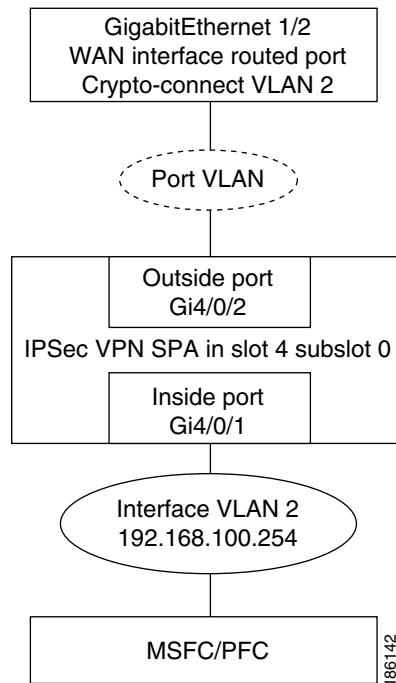 GigabitEthernet 1/2
WAN interface routed port
Crypto-connect VLAN 2
Port VLAN
Outside port
Gi4/0/2
IPSec VPN SPA in slot 4 subslot 0
Inside port
Gi4/0/1
Interface VLAN 2
192.168.100.254
MSFC/PFC
186142